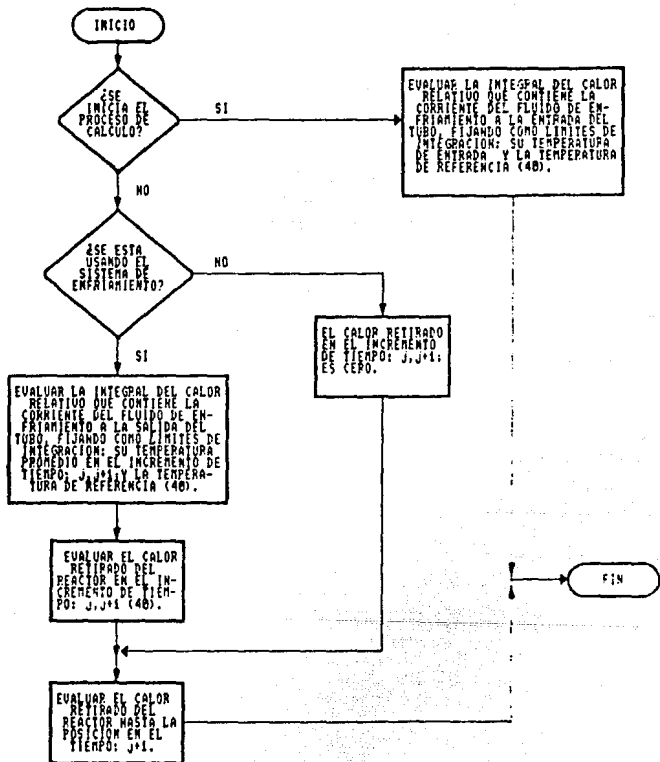 INICIO
¿SE
INICIA EL
PROCESO DE
CALCULO?
SI
EVALUAR LA INTEGRAL DEL CALOR
RELATIVO QUE CONTIENE LA
CORRIENTE DEL FLUIDO DE EN-
FRIAMIENTO A LA ENTRADA DEL
TUBO, FIJANDO COMO LIMITES DE
INTEGRACION: SU TEMPERATURA
DE ENTRADA Y LA TEMPERATURA
DE REFERENCIA (40).
NO
¿SE ESTA
USANDO EL
SISTEMA DE
ENFRIAMIENTO?
NO
EL CALOR RETIRADO
EN EL INCREMENTO
DE TIEMPO: j,j+1;
ES CERO.
SI
EVALUAR LA INTEGRAL DEL CALOR
RELATIVO QUE CONTIENE LA
CORRIENTE DEL FLUIDO DE EN-
FRIAMIENTO A LA SALIDA DEL
TUBO, FIJANDO COMO LIMITES DE
INTEGRACION: SU TEMPERATURA
PROMEDIO EN EL INCREMENTO DE
TIEMPO: j,j+1;Y LA TEMPERA-
TURA DE REFERENCIA (40).
EVALUAR EL CALOR
RETIRADO DEL
REACTOR EN EL IN-
CREMENTO DE TIEM-
PO: j,j+1 (40).
FIN
EVALUAR EL CALOR
RETIRADO DEL
REACTOR HASTA LA
POSICION EN EL
TIEMPO: j+1.